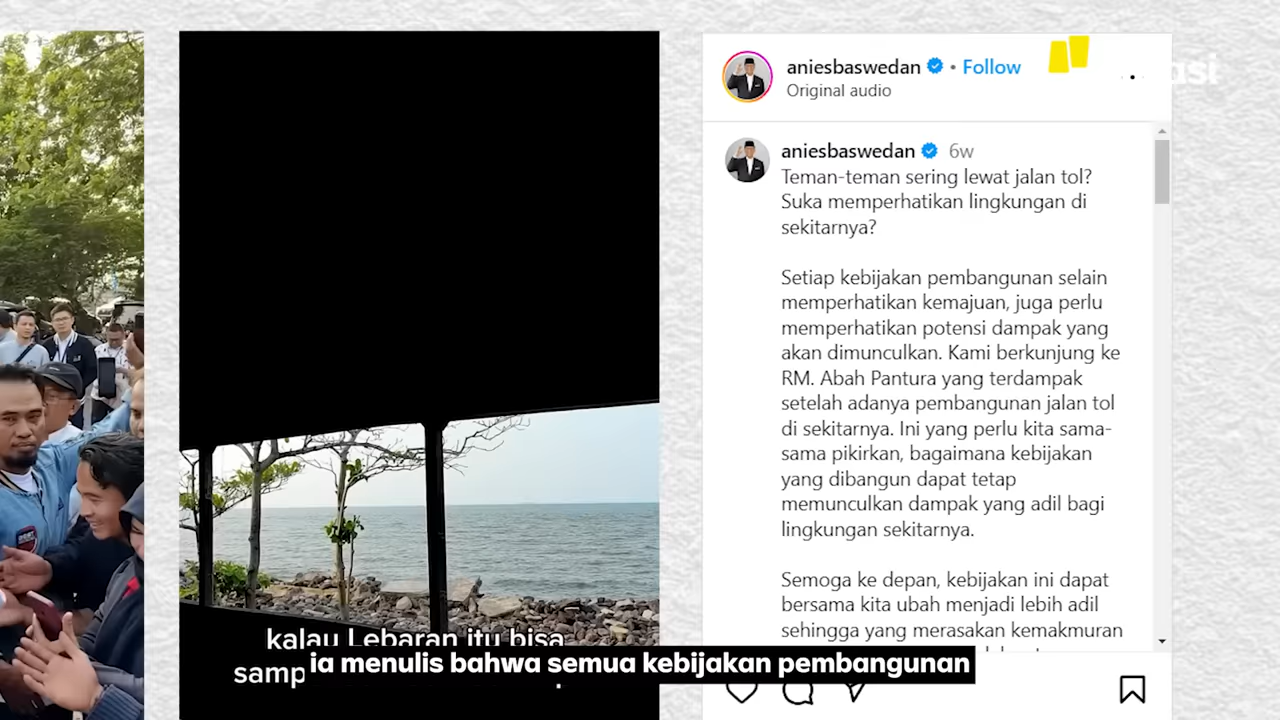 aniesbaswedan • Follow
Original audio
aniesbaswedan 6w
Teman-teman sering lewat jalan tol?
Suka memperhatikan lingkungan di
sekitarnya?
Setiap kebijakan pembangunan selain
memperhatikan kemajuan, juga perlu
memperhatikan potensi dampak yang
akan dimunculkan. Kami berkunjung ke
RM. Abah Pantura yang terdampak
setelah adanya pembangunan jalan tol
di sekitarnya. Ini yang perlu kita sama-
sama pikirkan, bagaimana kebijakan
yang dibangun dapat tetap
memunculkan dampak yang adil bagi
lingkungan sekitarnya.
Semoga ke depan, kebijakan ini dapat
bersama kita ubah menjadi lebih adil
sehingga yang merasakan kemakmuran
kalau Lebaran itu bisa
ia menulis bahwa semua kebijakan pembangunan